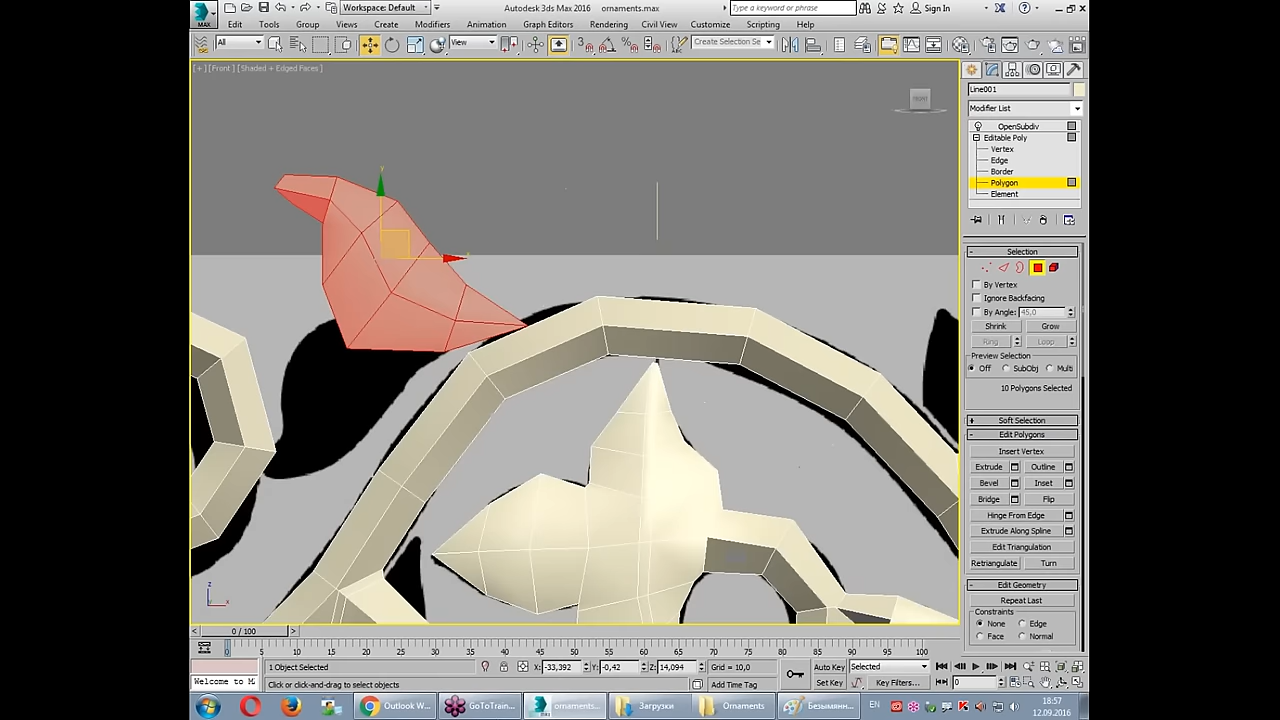 MAX
Workspace: Default
Autodesk 3ds Max 2016
ornaments.max
Type a keyword or phrase
Sign In
Edit
Tools
Group
Views
Create
Modifiers
Animation
Graph Editors
Rendering
Civil View
Customize
Scripting
Help
All
View
Create Selection Se
[+] [Front] [Shaded + Edged Faces]
FRONT
y
z
x
Line001
Modifier List
OpenSubdiv
Editable Poly
Vertex
Edge
Border
Polygon
Element
Selection
By Vertex
Ignore Backfacing
By Angle: 45,0
Shrink
Grow
Ring
Loop
Preview Selection
Off
SubObj
Multi
10 Polygons Selected
Soft Selection
Edit Polygons
Insert Vertex
Extrude
Outline
Bevel
Inset
Bridge
Flip
Hinge From Edge
Extrude Along Spline
Edit Triangulation
Retriangulate
Turn
Edit Geometry
Repeat Last
Constraints
None
Edge
Face
Normal
0 / 100
0 5 10 15 20 25 30 35 40 45 50 55 60 65 70 75 80 85 90 95 100
1 Object Selected
X: -33,392
Y: -0,42
Z: 14,094
Grid = 10,0
Auto Key
Selected
Welcome to M
Click or click-and-drag to select objects
Add Time Tag
Set Key
Key Filters...
0
Outlook W...
GoToTrain...
ornaments...
Загрузки
Ornaments
Безымянн...
EN
18:57
12.09.2016